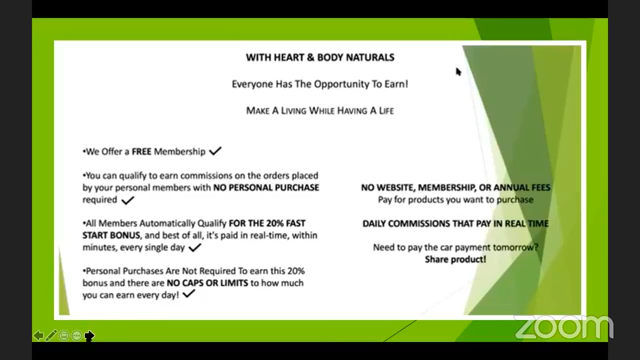 WITH HEART & BODY NATURALS
Everyone Has The Opportunity To Earn!
MAKE A LIVING WHILE HAVING A LIFE
•We Offer a FREE Membership ✓
•You can qualify to earn commissions on the orders placed
by your personal members with NO PERSONAL PURCHASE
required ✓
•All Members Automatically Qualify FOR THE 20% FAST
START BONUS, and best of all, it's paid in real-time, within
minutes, every single day ✓
•Personal Purchases Are Not Required To earn this 20%
bonus and there are NO CAPS OR LIMITS to how much
you can earn every day! ✓
NO WEBSITE, MEMBERSHIP, OR ANNUAL FEES
Pay for products you want to purchase
DAILY COMMISSIONS THAT PAY IN REAL TIME
Need to pay the car payment tomorrow?
Share product!
zoom